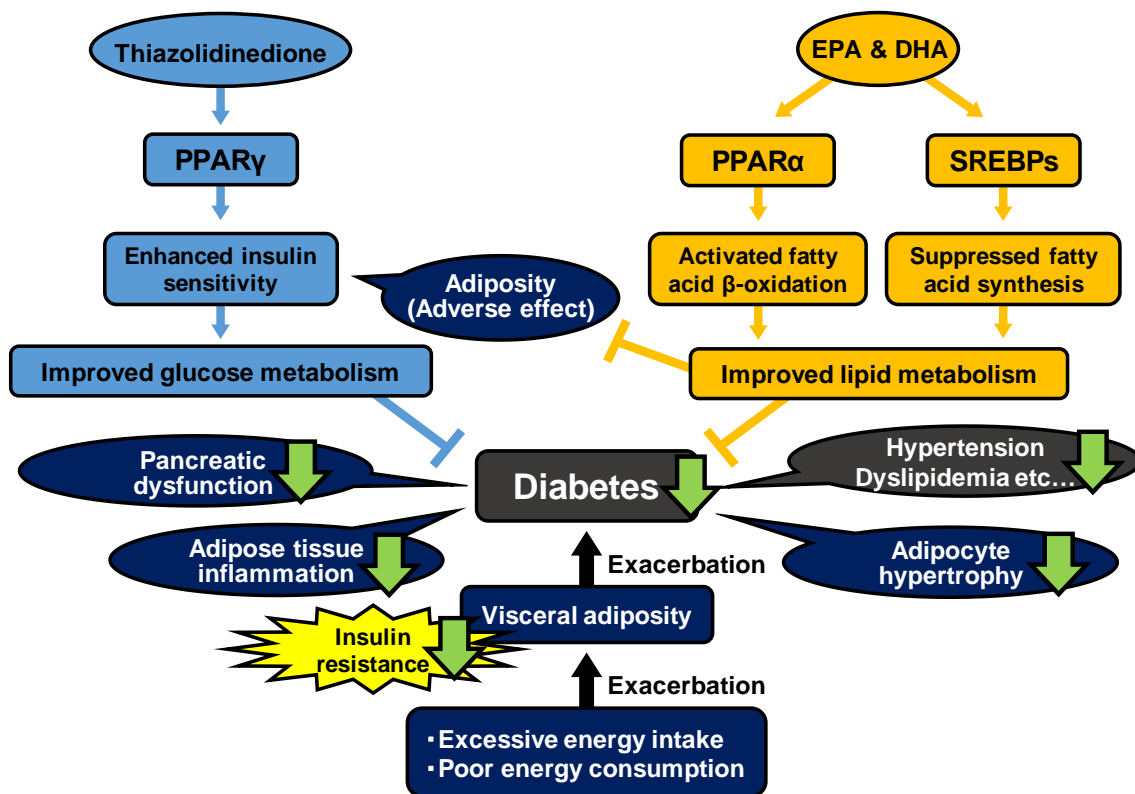 Thiazolidinedione
EPA & DHA
PPARγ
PPARα
SREBPs
Enhanced insulin
sensitivity
Adiposity
(Adverse effect)
Activated fatty
acid β-oxidation
Suppressed fatty
acid synthesis
Improved glucose metabolism
Improved lipid metabolism
Pancreatic
dysfunction
Diabetes
Hypertension
Dyslipidemia etc…
Adipose tissue
inflammation
Exacerbation
Adipocyte
hypertrophy
Visceral adiposity
Insulin
resistance
Exacerbation
・Excessive energy intake
・Poor energy consumption